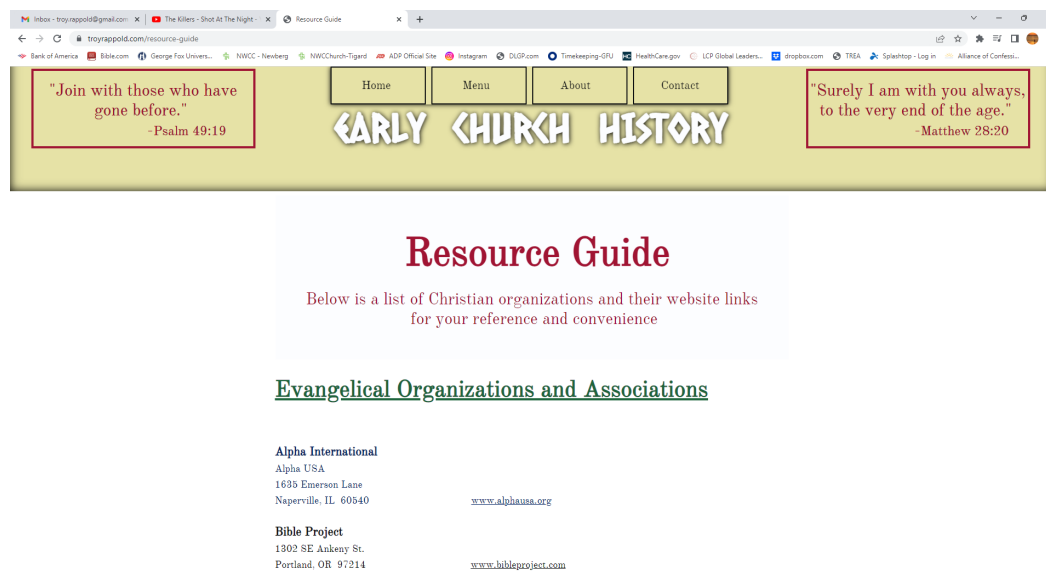 Inbox - troy.rappold@gmail.com
The Killers - Shot At The Night -
Resource Guide
troyrappold.com/resource-guide
Bank of America
Bible.com
George Fox Univers...
NWCC - Newberg
NWCChurch-Tigard
ADP Official Site
Instagram
DLGP.com
Timekeeping-GFU
HealthCare.gov
LCP Global Leaders...
dropbox.com
TREA
Splashtop - Log in
Alliance of Confessi...
"Join with those who have
gone before."
-Psalm 49:19
Home
Menu
About
Contact
EARLY CHURCH HISTORY
"Surely I am with you always,
to the very end of the age."
-Matthew 28:20
Resource Guide
Below is a list of Christian organizations and their website links
for your reference and convenience
Evangelical Organizations and Associations
Alpha International
Alpha USA
1635 Emerson Lane
Naperville, IL 60540 www.alphausa.org
Bible Project
1302 SE Ankeny St.
Portland, OR 97214 www.bibleproject.com